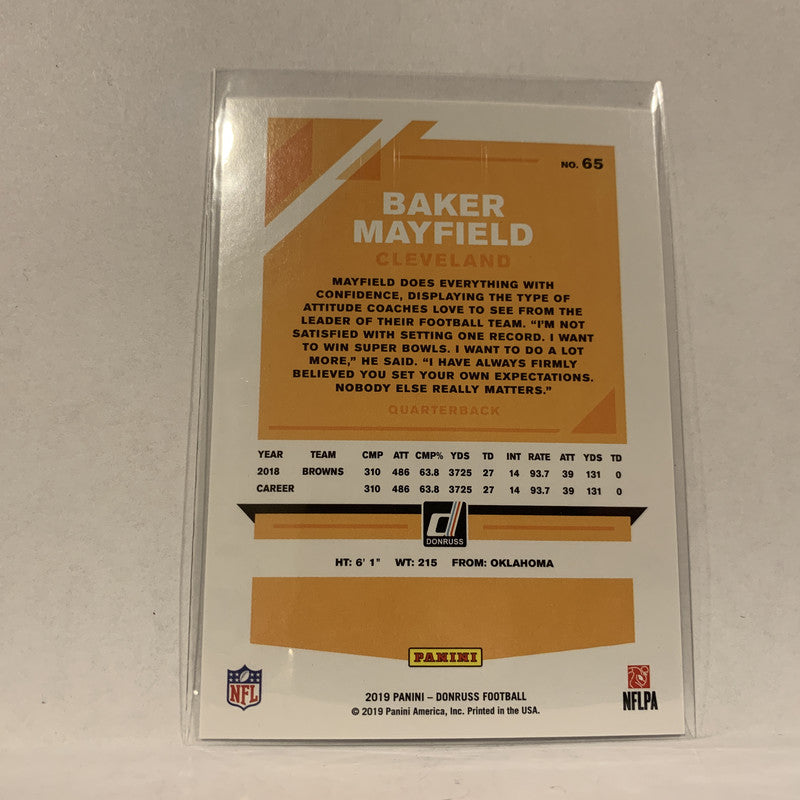 NO. 65
BAKER
MAYFIELD
CLEVELAND
MAYFIELD DOES EVERYTHING WITH
CONFIDENCE, DISPLAYING THE TYPE OF
ATTITUDE COACHES LOVE TO SEE FROM THE
LEADER OF THEIR FOOTBALL TEAM. “I'M NOT
SATISFIED WITH SETTING ONE RECORD. I WANT
TO WIN SUPER BOWLS. I WANT TO DO A LOT
MORE,” HE SAID. “I HAVE ALWAYS FIRMLY
BELIEVED YOU SET YOUR OWN EXPECTATIONS.
NOBODY ELSE REALLY MATTERS.”
QUARTERBACK
YEAR TEAM CMP ATT CMP% YDS TD INT RATE ATT YDS TD
2018 BROWNS 310 486 63.8 3725 27 14 93.7 39 131 0
CAREER 310 486 63.8 3725 27 14 93.7 39 131 0
DONRUSS
HT: 6' 1" WT: 215 FROM: OKLAHOMA
PANINI
NFL
NFLPA
2019 PANINI – DONRUSS FOOTBALL
© 2019 Panini America, Inc. Printed in the USA.